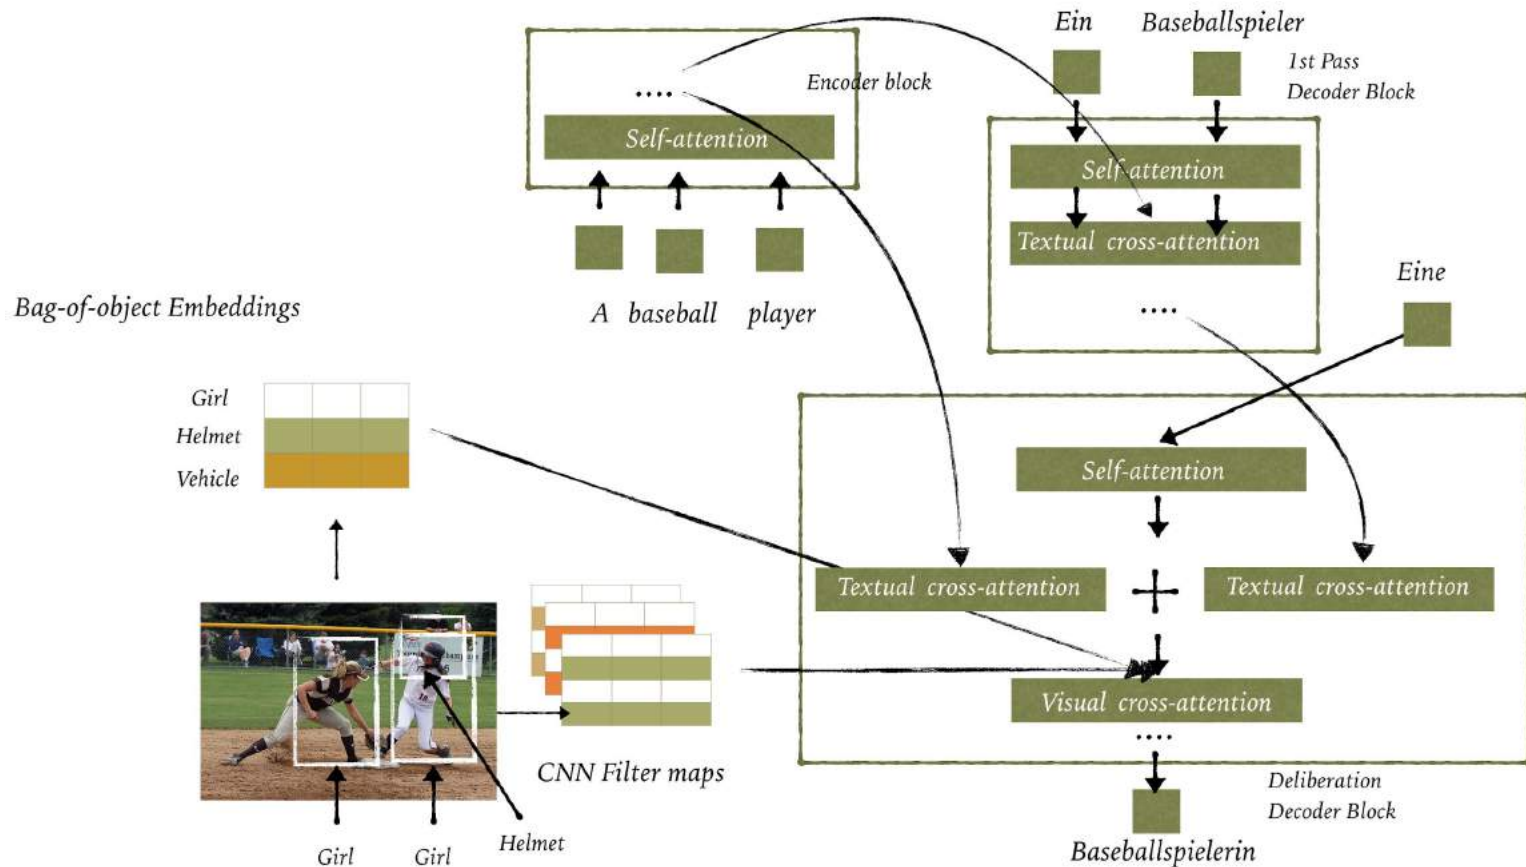 Ein Baseballspieler
1st Pass
Decoder Block
Encoder block
....
Self-attention
Self-attention
Textual cross-attention
....
A baseball player
Eine
Bag-of-object Embeddings
Girl
Helmet
Vehicle
Self-attention
Textual cross-attention
Textual cross-attention
Visual cross-attention
....
CNN Filter maps
Deliberation
Decoder Block
Baseballspielerin
Helmet
Girl
Girl